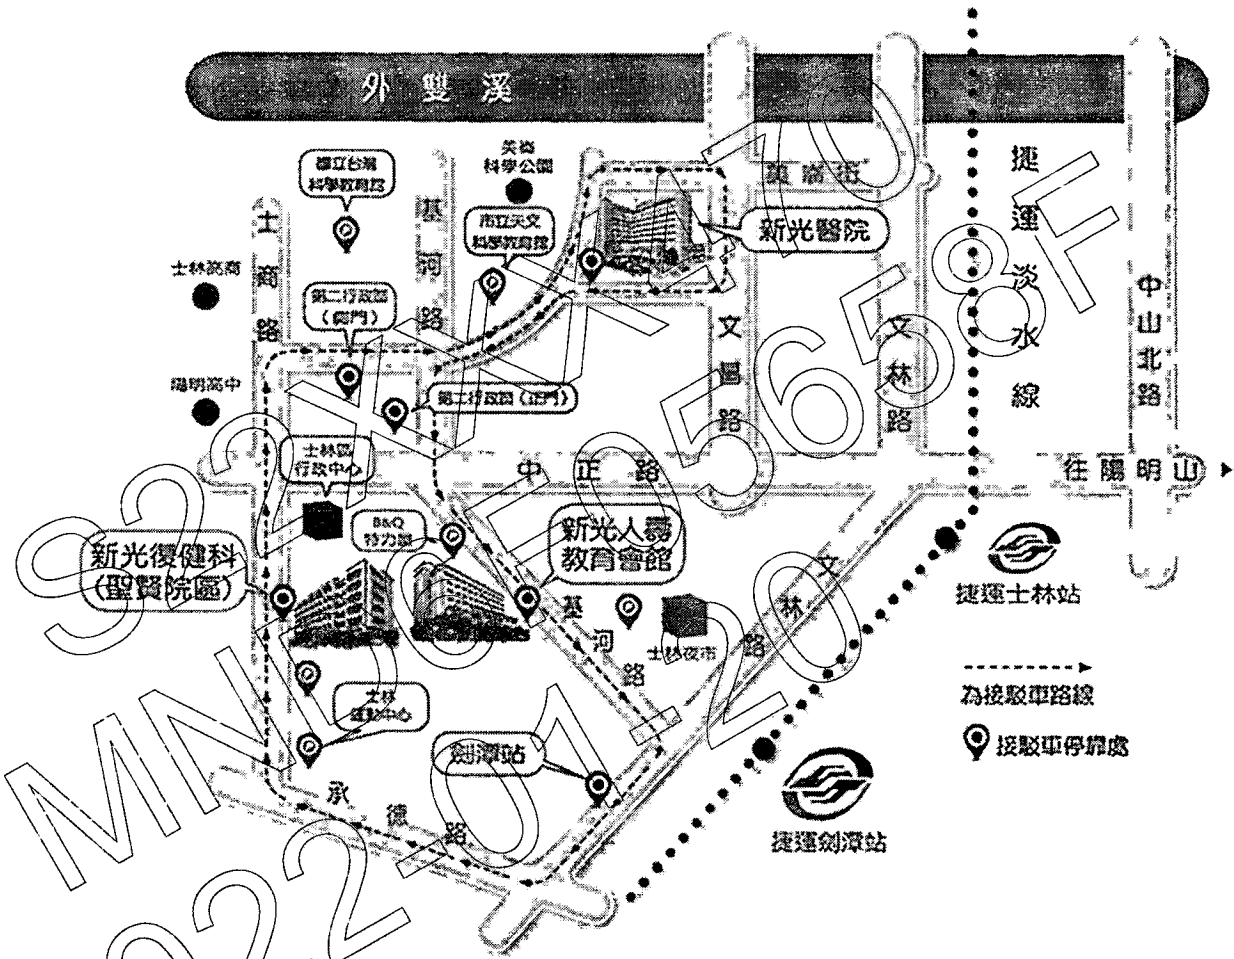 外雙溪
國立台灣
科學教育館
美崙
科學公園
市立天文
科學教育館
新光醫院
士商路
基河路
士林高商
第二行政區
(側門)
陽明高中
第二行政區(正門)
文昌路
文林路
捷運淡水線
中山北路
士林區
行政中心
中正路
往陽明山
B&Q
特力屋
新光人壽
教育會館
新光復健科
(聖賢院區)
基河路
士林夜市
文林路
捷運士林站
士林
運動中心
為接駁車路線
接駁車停靠處
劍潭站
承德路
捷運劍潭站